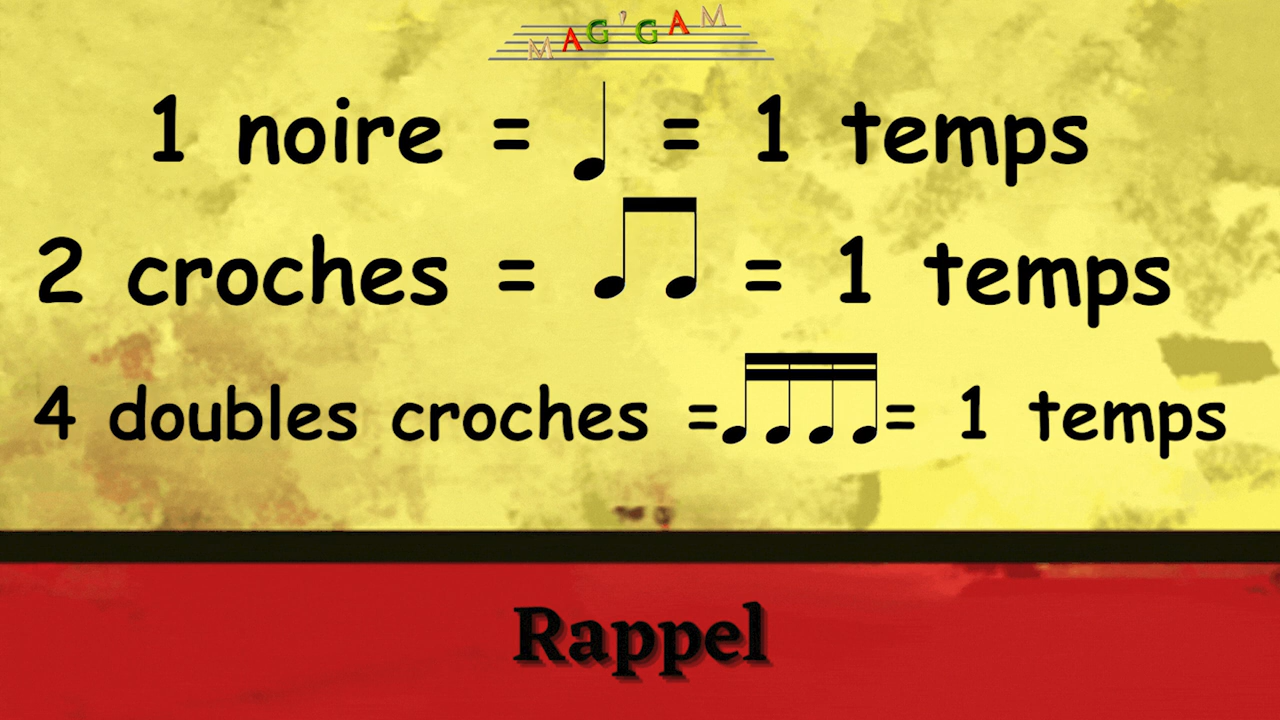 MAG'GAM
1 noire = = 1 temps
2 croches = = 1 temps
4 doubles croches = = 1 temps
Rappel